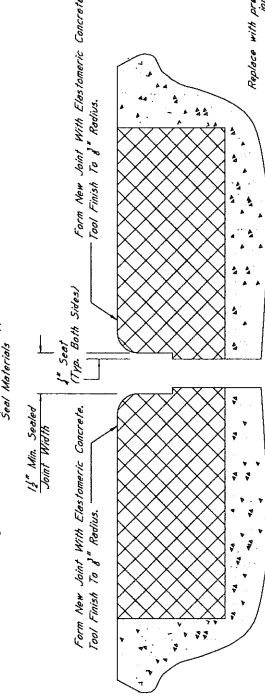 Seal Materials
1½" Min. Sealed
Joint Width
Form New Joint With Elastomeric Concrete.
Tool Finish To ⅛" Radius.
¼" Seat
(Typ. Both Sides)
Form New Joint With Elastomeric Concrete
Tool Finish To ⅛" Radius.
Replace with